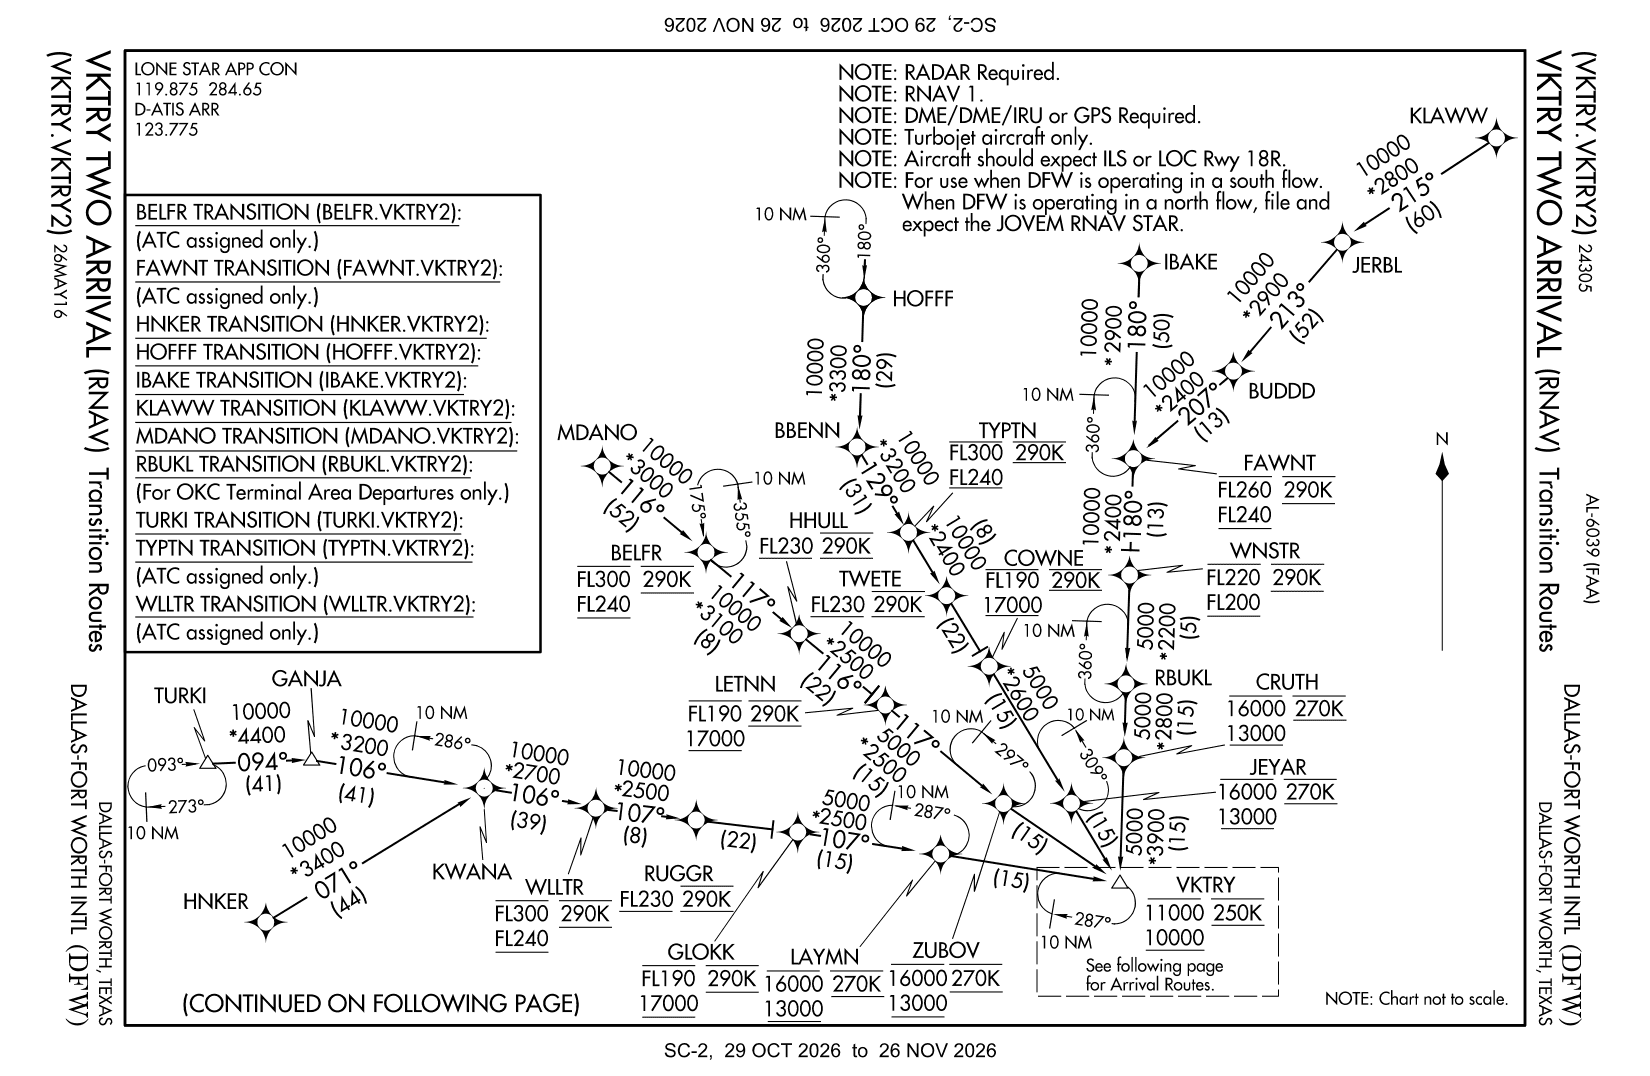 SC-2, 29 OCT 2026 to 26 NOV 2026
(VKTRY.VKTRY2) 26MAY16
VKTRY TWO ARRIVAL (RNAV) Transition Routes
DALLAS-FORT WORTH INTL (DFW)
DALLAS-FORT WORTH, TEXAS
LONE STAR APP CON
119.875 284.65
D-ATIS ARR
123.775
NOTE: RADAR Required.
NOTE: RNAV 1.
NOTE: DME/DME/IRU or GPS Required.
NOTE: Turbojet aircraft only.
NOTE: Aircraft should expect ILS or LOC Rwy 18R.
NOTE: For use when DFW is operating in a south flow.
When DFW is operating in a north flow, file and
expect the JOVEM RNAV STAR.
BELFR TRANSITION (BELFR.VKTRY2):
(ATC assigned only.)
FAWNT TRANSITION (FAWNT.VKTRY2):
(ATC assigned only.)
HNKER TRANSITION (HNKER.VKTRY2):
HOFFF TRANSITION (HOFFF.VKTRY2):
IBAKE TRANSITION (IBAKE.VKTRY2):
KLAWW TRANSITION (KLAWW.VKTRY2):
MDANO TRANSITION (MDANO.VKTRY2):
RBUKL TRANSITION (RBUKL.VKTRY2):
(For OKC Terminal Area Departures only.)
TURKI TRANSITION (TURKI.VKTRY2):
TYPTN TRANSITION (TYPTN.VKTRY2):
(ATC assigned only.)
WLLTR TRANSITION (WLLTR.VKTRY2):
(ATC assigned only.)
KLAWW
10000
*2800
215°
(60)
JERBL
10000
*2900
213°
(52)
BUDDD
10000
*2400
207°
(13)
IBAKE
10000
*2900
180°
(50)
10 NM
360°
FAWNT
FL260 290K
FL240
10000
*2400
180°
(13)
WNSTR
FL220 290K
FL200
5000
*2200
(5)
10 NM
360°
RBUKL
5000
*2800
(15)
CRUTH
16000 270K
13000
5000
*3900
(15)
10 NM
360°
180°
HOFFF
10000
*3300
180°
(29)
BBENN
10000
*3200
129°
(31)
TYPTN
FL300 290K
FL240
(8)
10000
*2400
TWETE
FL230 290K
(22)
COWNE
FL190 290K
17000
5000
*2600
(15)
10 NM
309°
JEYAR
16000 270K
13000
(15)
MDANO
10000
*3000
116°
(52)
10 NM
175°
355°
BELFR
FL300 290K
FL240
117°
10000
*3100
(8)
HHULL
FL230 290K
10000
*2500
116°
(22)
LETNN
FL190 290K
17000
117°
5000
*2500
(15)
10 NM
297°
ZUBOV
16000 270K
13000
(15)
TURKI
093°
273°
10 NM
10000
*4400
094°
(41)
GANJA
10000
*3200
106°
(41)
10 NM
286°
KWANA
HNKER
10000
*3400
071°
(44)
10000
*2700
106°
(39)
WLLTR
FL300 290K
FL240
10000
*2500
107°
(8)
RUGGR
FL230 290K
(22)
GLOKK
FL190 290K
17000
5000
*2500
107°
(15)
10 NM
287°
LAYMN
16000 270K
13000
(15)
VKTRY
11000 250K
10000
287°
10 NM
See following page
for Arrival Routes.
N
(CONTINUED ON FOLLOWING PAGE)
NOTE: Chart not to scale.
(VKTRY.VKTRY2) 24305
VKTRY TWO ARRIVAL (RNAV) Transition Routes
AL-6039 (FAA)
DALLAS-FORT WORTH INTL (DFW)
DALLAS-FORT WORTH, TEXAS
SC-2, 29 OCT 2026 to 26 NOV 2026